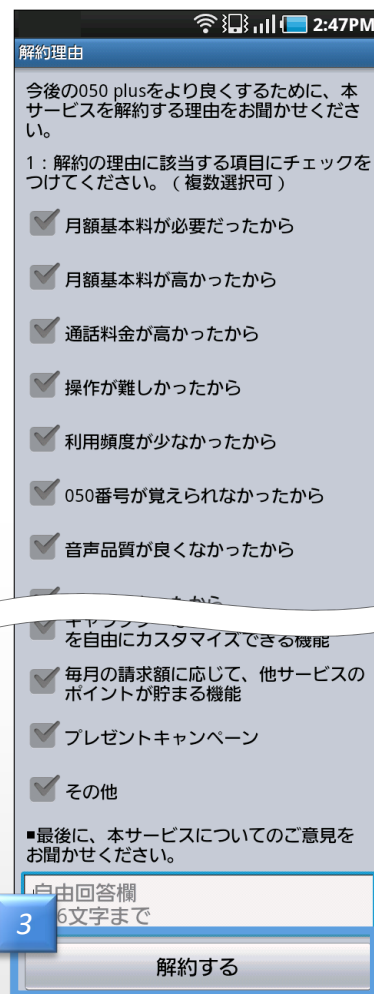 2:47PM
解約理由
今後の050 plusをより良くするために、本
サービスを解約する理由をお聞かせくださ
い。
1：解約の理由に該当する項目にチェックを
つけてください。（複数選択可）
月額基本料が必要だったから
月額基本料が高かったから
通話料金が高かったから
操作が難しかったから
利用頻度が少なかったから
050番号が覚えられなかったから
音声品質が良くなかったから
を自由にカスタマイズできる機能
毎月の請求額に応じて、他サービスの
ポイントが貯まる機能
プレゼントキャンペーン
その他
■最後に、本サービスについてのご意見を
お聞かせください。
自由回答欄
6文字まで
3
解約する